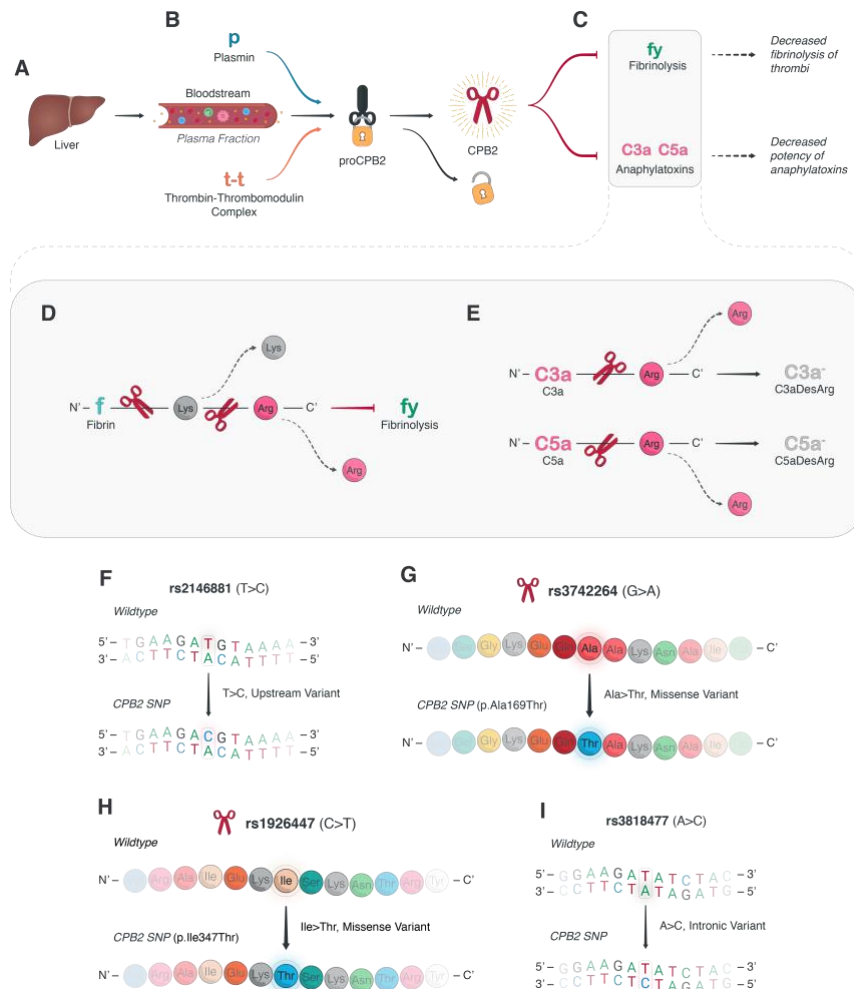 A
Liver
B
p
Plasmin
Bloodstream
Plasma Fraction
t-t
Thrombin-Thrombomodulin
Complex
proCPB2
CPB2
C
fy
Fibrinolysis
C3a C5a
Anaphylatoxins
Decreased
fibrinolysis of
thrombi
Decreased
potency of
anaphylatoxins
D
N' – f
Fibrin
Lys
Lys
Arg
C'
Arg
fy
Fibrinolysis
E
Arg
N' – C3a
C3a
Arg
C'
C3a-
C3aDesArg
N' – C5a
C5a
Arg
C'
C5a-
C5aDesArg
Arg
F
rs2146881 (T>C)
Wildtype
5' – TGAAGATGTAAAA – 3'
3' – ACTTCTACATTTT – 5'
T>C, Upstream Variant
CPB2 SNP
5' – TGAAGACGTAAAA – 3'
3' – ACTTCTACATTTT – 5'
G
rs3742264 (G>A)
Wildtype
N' – Gly Lys Glu Ala Ala Lys Asn Ala Ile – C'
Ala>Thr, Missense Variant
CPB2 SNP (p.Ala169Thr)
N' – Gly Lys Glu Thr Ala Lys Asn Ala Ile – C'
H
rs1926447 (C>T)
Wildtype
N' – Arg Ala Ile Glu Lys Ile Ser Lys Asn Thr Arg Tyr – C'
Ile>Thr, Missense Variant
CPB2 SNP (p.Ile347Thr)
N' – Arg Ala Ile Glu Lys Thr Ser Lys Asn Thr Arg Tyr – C'
I
rs3818477 (A>C)
Wildtype
5' – GGAAGATATCTAC – 3'
3' – CCTTCTATAGATG – 5'
A>C, Intronic Variant
CPB2 SNP
5' – GGAAGATATCTAC – 3'
3' – CCTTCTCTAGATG – 5'